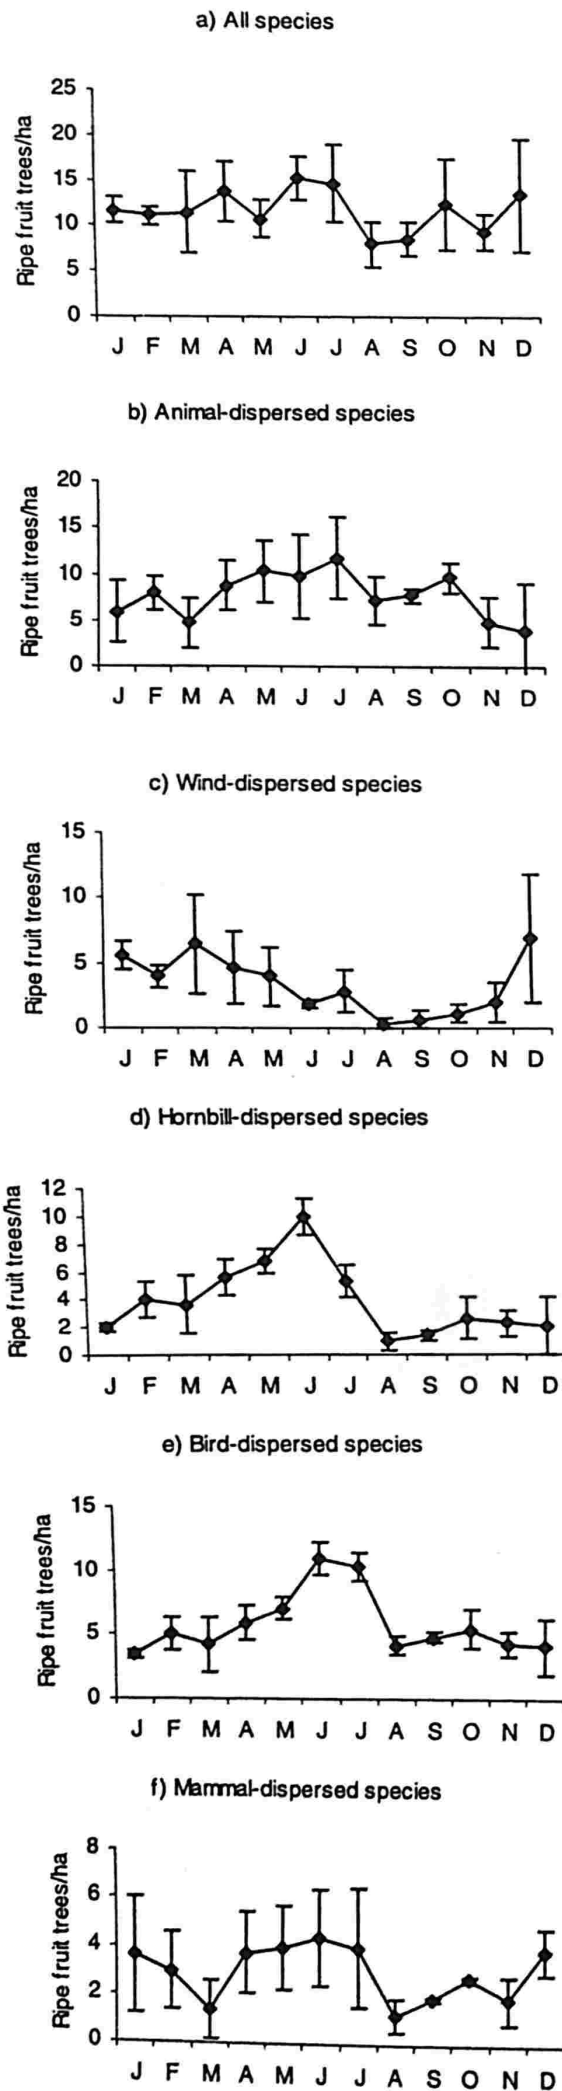 a) All species
Ripe fruit trees/ha
25
20
15
10
5
0
J F M A M J J A S O N D
b) Animal-dispersed species
Ripe fruit trees/ha
20
15
10
5
0
J F M A M J J A S O N D
c) Wind-dispersed species
Ripe fruit trees/ha
15
10
5
0
J F M A M J J A S O N D
d) Hornbill-dispersed species
Ripe fruit trees/ha
12
10
8
6
4
2
0
J F M A M J J A S O N D
e) Bird-dispersed species
Ripe fruit trees/ha
15
10
5
0
J F M A M J J A S O N D
f) Mammal-dispersed species
Ripe fruit trees/ha
8
6
4
2
0
J F M A M J J A S O N D